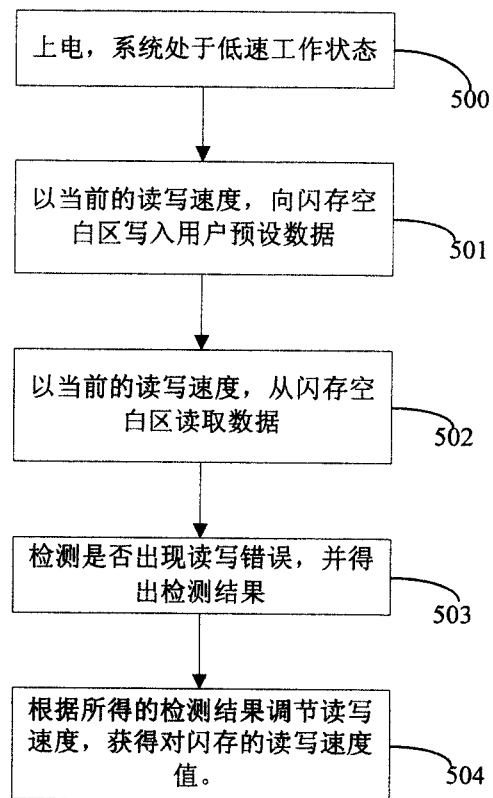 上电，系统处于低速工作状态
500
以当前的读写速度，向闪存空
白区写入用户预设数据
501
以当前的读写速度，从闪存空
白区读取数据
502
检测是否出现读写错误，并得
出检测结果
503
根据所得的检测结果调节读写
速度，获得对闪存的读写速度
值。
504